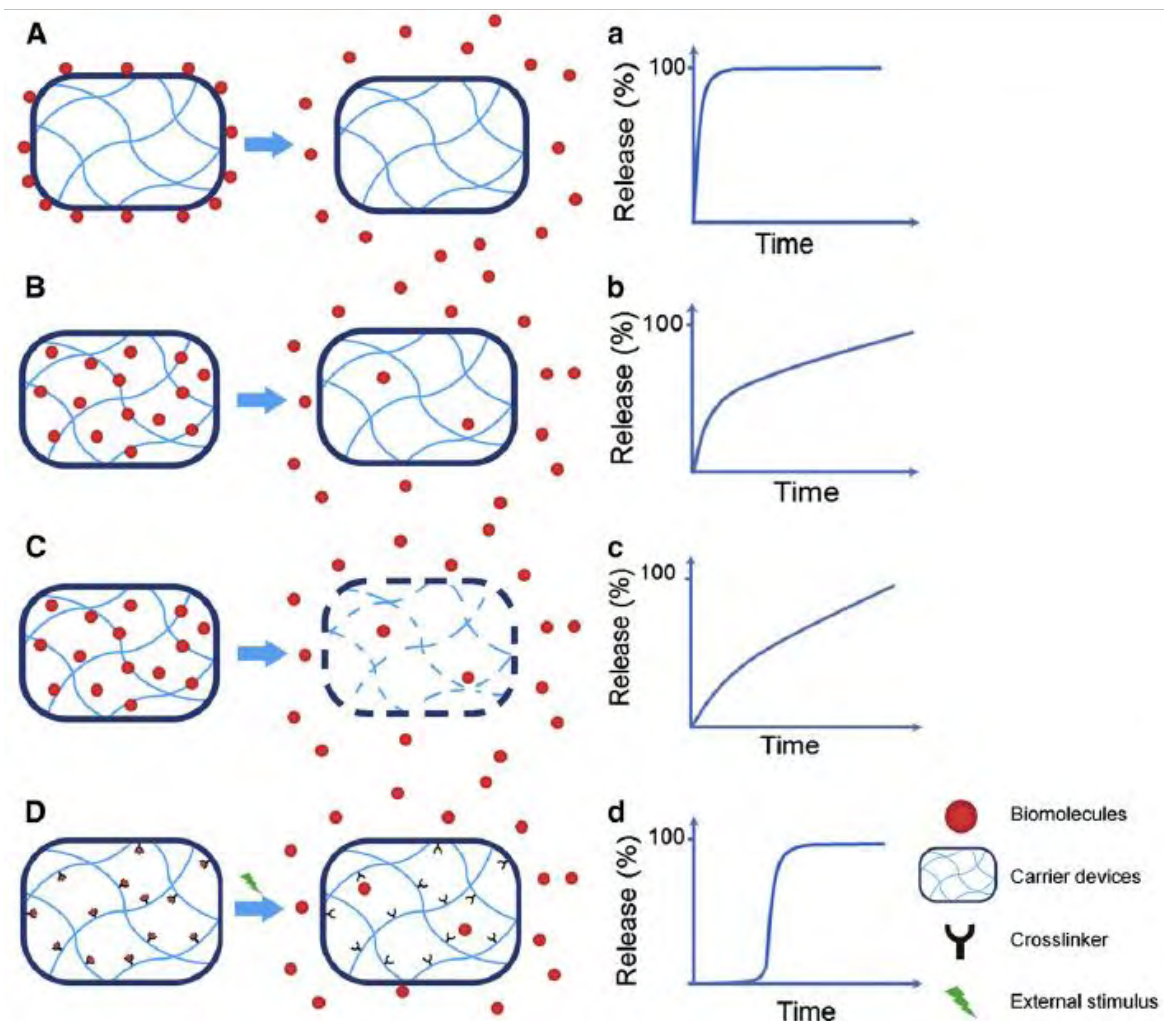 A
a
100
Release (%)
Time
B
b
100
Release (%)
Time
C
c
100
Release (%)
Time
D
d
100
Release (%)
Time
Biomolecules
Carrier devices
Crosslinker
External stimulus